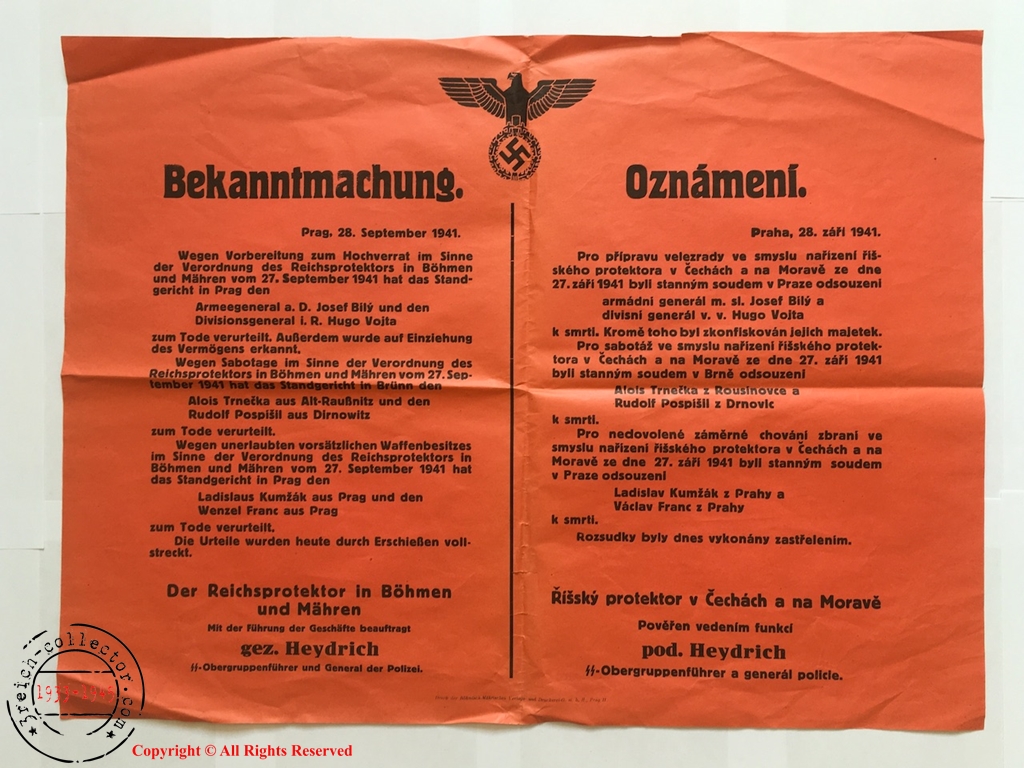 Bekanntmachung.
Prag, 28. September 1941.
Wegen Vorbereitung zum Hochverrat im Sinne
der Verordnung des Reichsprotektors in Böhmen
und Mähren vom 27. September 1941 hat das Stand-
gericht in Prag den
Armeegeneral a. D. Josef Bilý und den
Divisionsgeneral i. R. Hugo Vojta
zum Tode verurteilt. Außerdem wurde auf Einziehung
des Vermögens erkannt.
Wegen Sabotage im Sinne der Verordnung des
Reichsprotektors in Böhmen und Mähren vom 27. Sep-
tember 1941 hat das Standgericht in Brünn den
Alois Trnečka aus Alt-Raußnitz und den
Rudolf Pospišil aus Dirnowitz
zum Tode verurteilt.
Wegen unerlaubten vorsätzlichen Waffenbesitzes
im Sinne der Verordnung des Reichsprotektors in
Böhmen und Mähren vom 27. September 1941 hat
das Standgericht in Prag den
Ladislaus Kumžák aus Prag und den
Wenzel Franc aus Prag
zum Tode verurteilt.
Die Urteile wurden heute durch Erschießen voll-
streckt.
Der Reichsprotektor in Böhmen
und Mähren
Mit der Führung der Geschäfte beauftragt
gez. Heydrich
SS-Obergruppenführer und General der Polizei.
Oznámení.
Praha, 28. září 1941.
Pro přípravu velezrady ve smyslu nařízení říš-
ského protektora v Čechách a na Moravě ze dne
27. září 1941 byli stanným soudem v Praze odsouzeni
armádní generál m. sl. Josef Bilý a
divisní generál v. v. Hugo Vojta
k smrti. Kromě toho byl zkonfiskován jejich majetek.
Pro sabotáž ve smyslu nařízení říšského protek-
tora v Čechách a na Moravě ze dne 27. září 1941
byli stanným soudem v Brně odsouzeni
Alois Trnečka z Rousínovce a
Rudolf Pospíšil z Drnovic
k smrti.
Pro nedovolené záměrné chování zbraní ve
smyslu nařízení říšského protektora v Čechách a na
Moravě ze dne 27. září 1941 byli stanným soudem
v Praze odsouzeni
Ladislav Kumžák z Prahy a
Václav Franc z Prahy
k smrti.
Rozsudky byly dnes vykonány zastřelením.
Říšský protektor v Čechách a na Moravě
Pověřen vedením funkcí
pod. Heydrich
SS-Obergruppenführer a generál policie.
3reich-collector.com
1933-1945
Copyright © All Rights Reserved